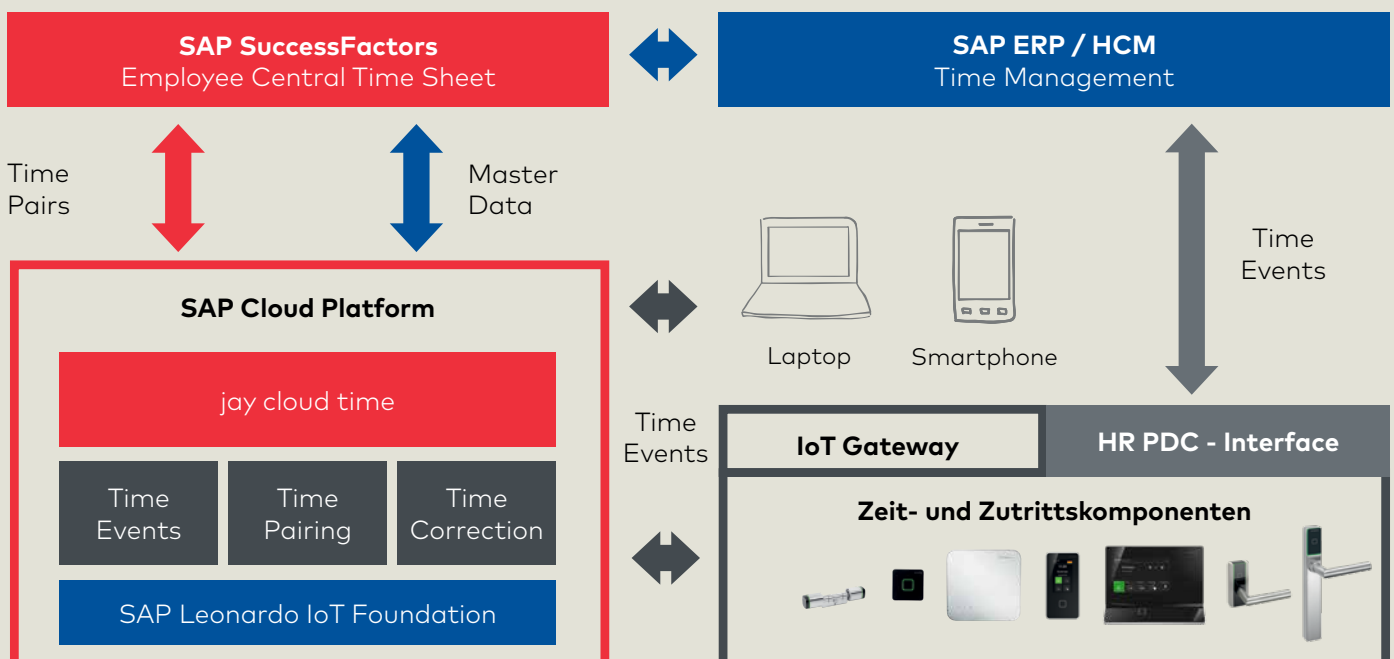 SAP SuccessFactors
Employee Central Time Sheet
SAP ERP / HCM
Time Management
Time
Pairs
Master
Data
Time
Events
SAP Cloud Platform
jay cloud time
Time
Events
Time
Pairing
Time
Correction
SAP Leonardo IoT Foundation
Laptop
Smartphone
Time
Events
IoT Gateway
HR PDC - Interface
Zeit- und Zutrittskomponenten